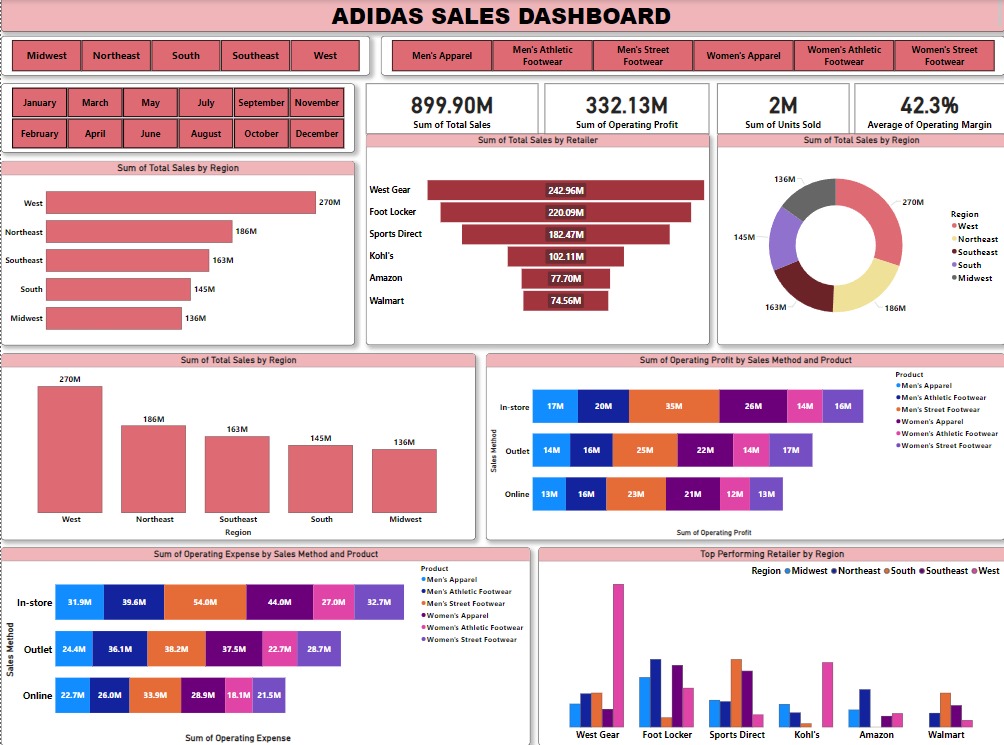 ADIDAS SALES DASHBOARD
Midwest
Northeast
South
Southeast
West
Men's Apparel
Men's Athletic
Footwear
Men's Street
Footwear
Women's Apparel
Women's Athletic
Footwear
Women's Street
Footwear
January
March
May
July
September
November
February
April
June
August
October
December
899.90M
Sum of Total Sales
332.13M
Sum of Operating Profit
2M
Sum of Units Sold
42.3%
Average of Operating Margin
Sum of Total Sales by Region
West
270M
Northeast
186M
Southeast
163M
South
145M
Midwest
136M
Sum of Total Sales by Retailer
West Gear
242.96M
Foot Locker
220.09M
Sports Direct
182.47M
Kohl's
102.11M
Amazon
77.70M
Walmart
74.56M
Sum of Total Sales by Region
136M
270M
145M
163M
186M
Region
West
Northeast
Southeast
South
Midwest
Sum of Total Sales by Region
270M
186M
163M
145M
136M
West
Northeast
Southeast
South
Midwest
Region
Sum of Operating Profit by Sales Method and Product
Sales Method
In-store
17M
20M
35M
26M
14M
16M
Outlet
14M
16M
25M
22M
14M
17M
Online
13M
16M
23M
21M
12M
13M
Sum of Operating Profit
Product
Men's Apparel
Men's Athletic Footwear
Men's Street Footwear
Women's Apparel
Women's Athletic Footwear
Women's Street Footwear
Sum of Operating Expense by Sales Method and Product
Sales Method
In-store
31.9M
39.6M
54.0M
44.0M
27.0M
32.7M
Outlet
24.4M
36.1M
38.2M
37.5M
22.7M
28.7M
Online
22.7M
26.0M
33.9M
28.9M
18.1M
21.5M
Sum of Operating Expense
Product
Men's Apparel
Men's Athletic Footwear
Men's Street Footwear
Women's Apparel
Women's Athletic Footwear
Women's Street Footwear
Top Performing Retailer by Region
Region
Midwest
Northeast
South
Southeast
West
West Gear
Foot Locker
Sports Direct
Kohl's
Amazon
Walmart